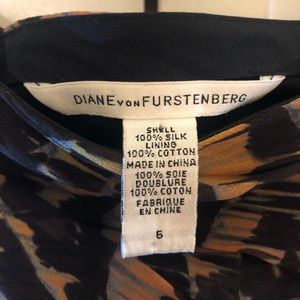 DIANE VON FURSTENBERG
SHELL
100% SILK
LINING
100% COTTON
MADE IN CHINA
100% SOIE
DOUBLURE
100% COTON
FABRIQUE
EN CHINE
6